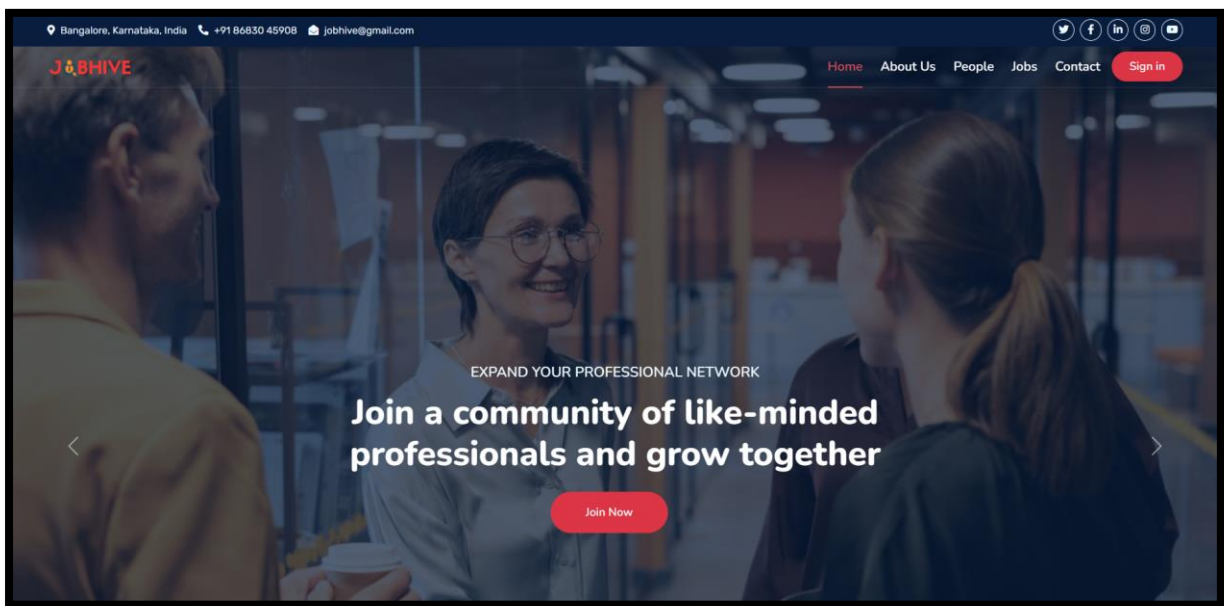 Bangalore, Karnataka, India +91 86830 45908 jobhive@gmail.com
JOBHIVE
Home About Us People Jobs Contact Sign in
EXPAND YOUR PROFESSIONAL NETWORK
Join a community of like-minded
professionals and grow together
Join Now